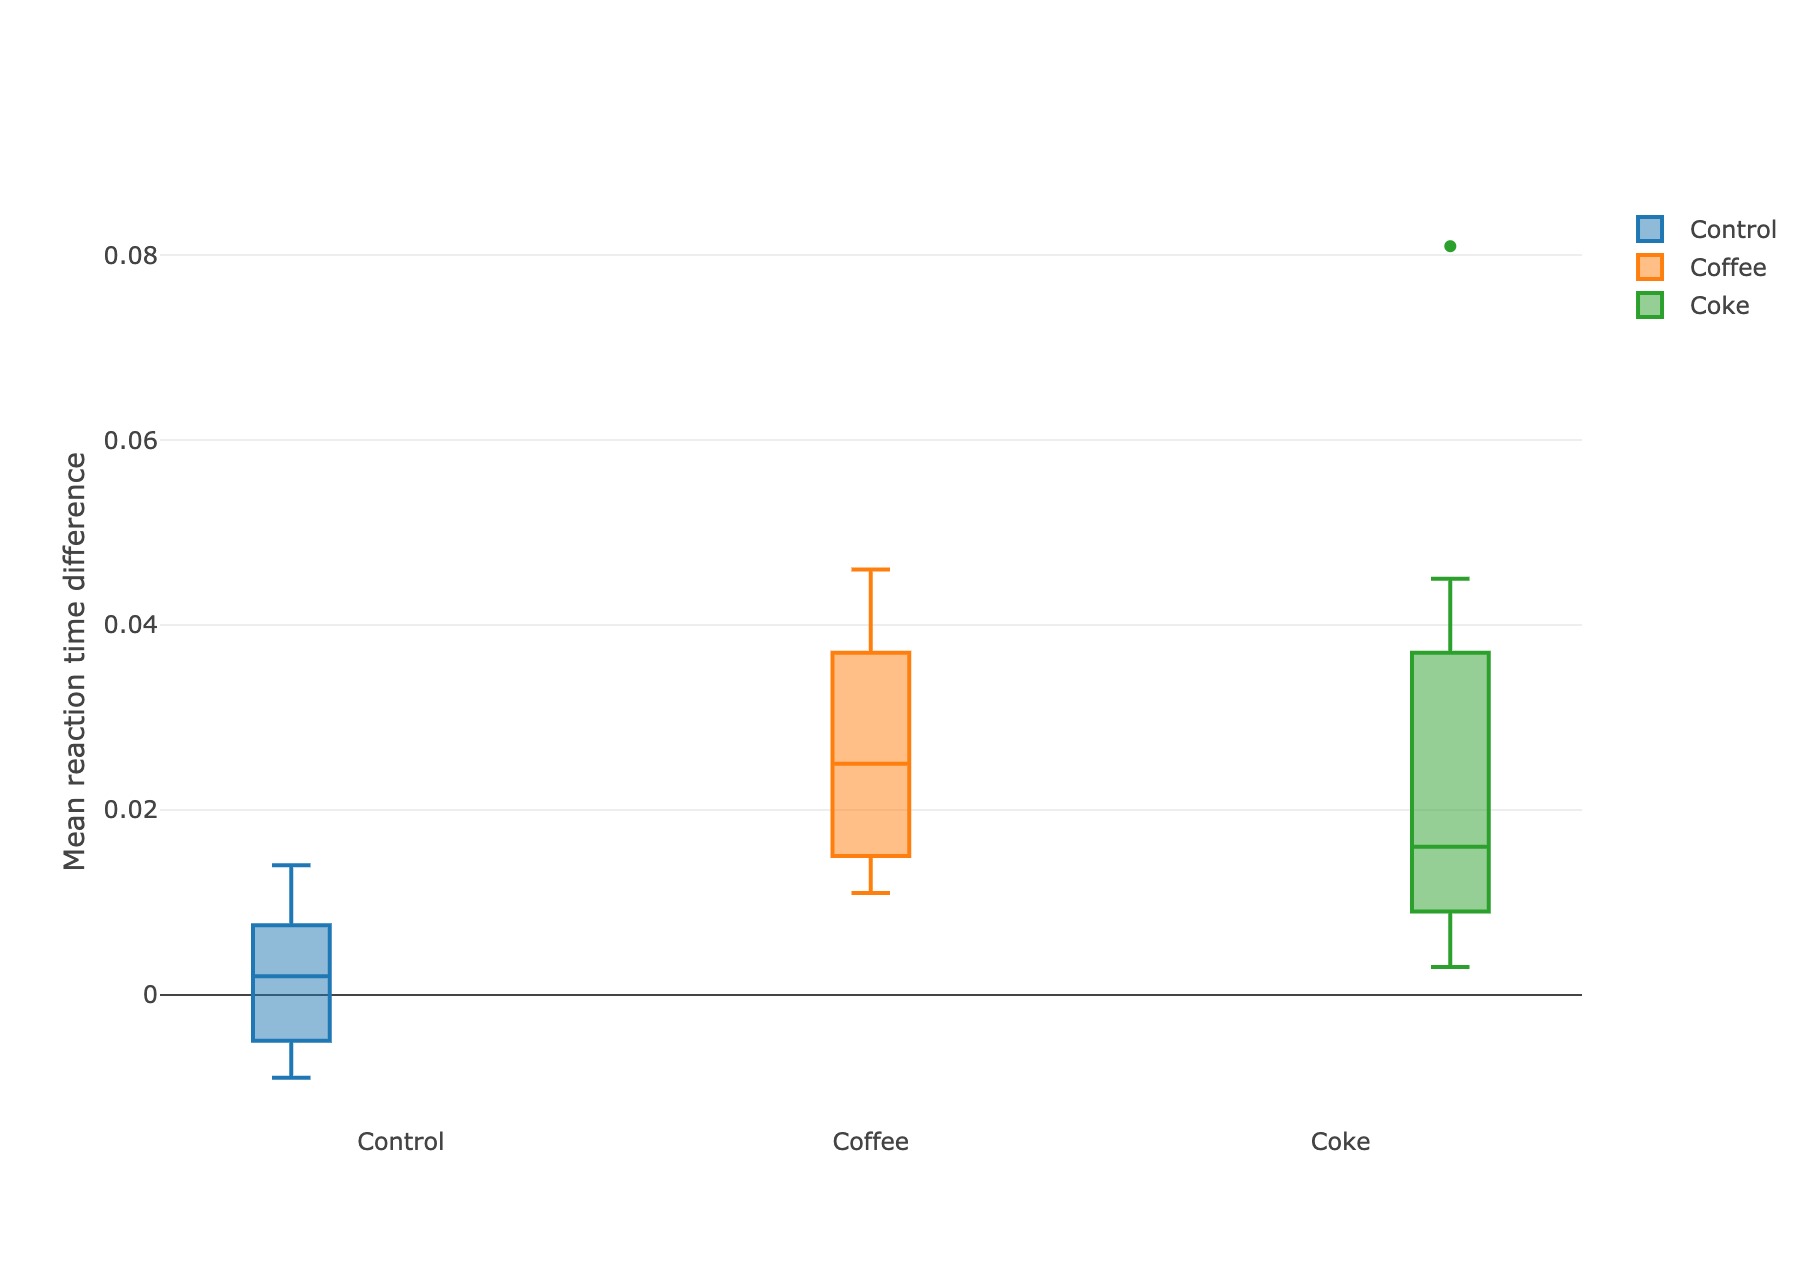 Mean reaction time difference
0.08
0.06
0.04
0.02
0
Control
Coffee
Coke
Control
Coffee
Coke